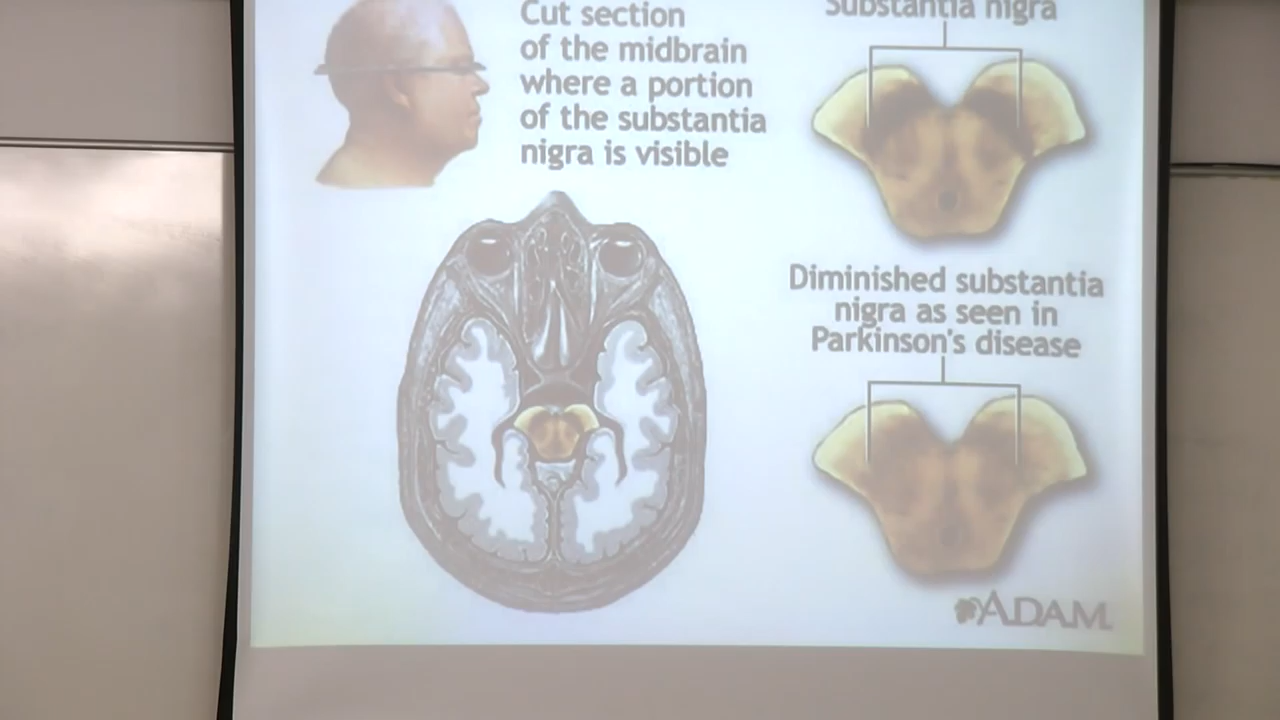 Cut section
of the midbrain
where a portion
of the substantia
nigra is visible
Substantia nigra
Diminished substantia
nigra as seen in
Parkinson's disease
ADAM.